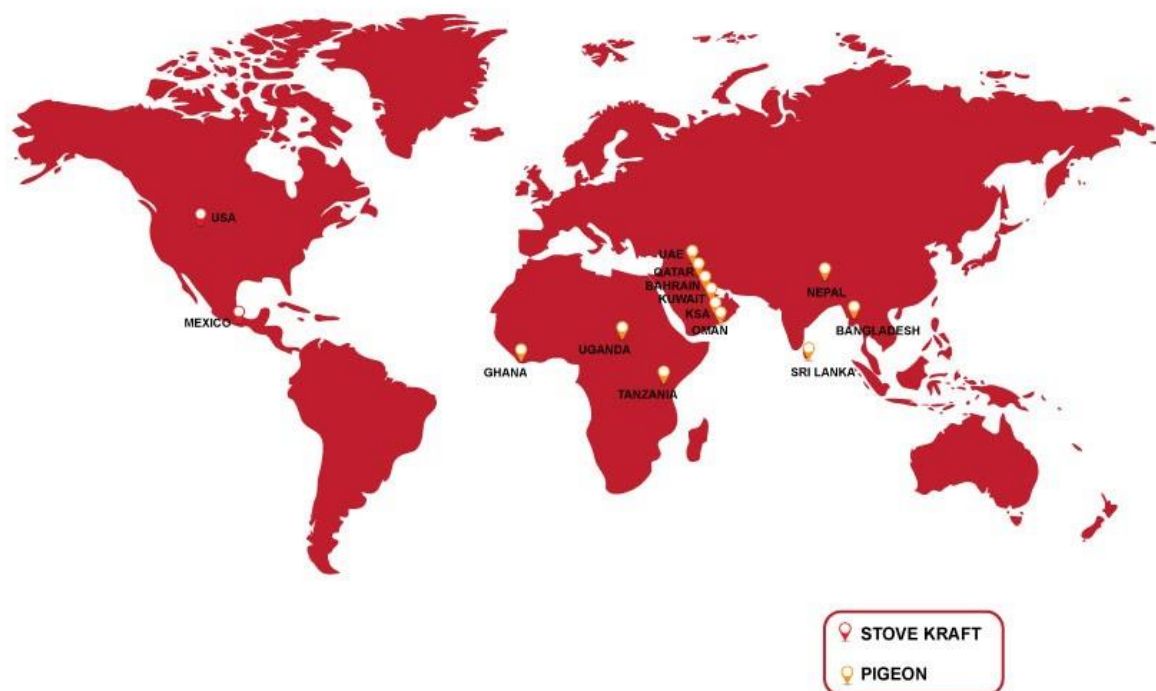 USA
MEXICO
UAE
QATAR
BAHRAIN
KUWAIT
KSA
OMAN
NEPAL
BANGLADESH
UGANDA
GHANA
SRI LANKA
TANZANIA
STOVE KRAFT
PIGEON